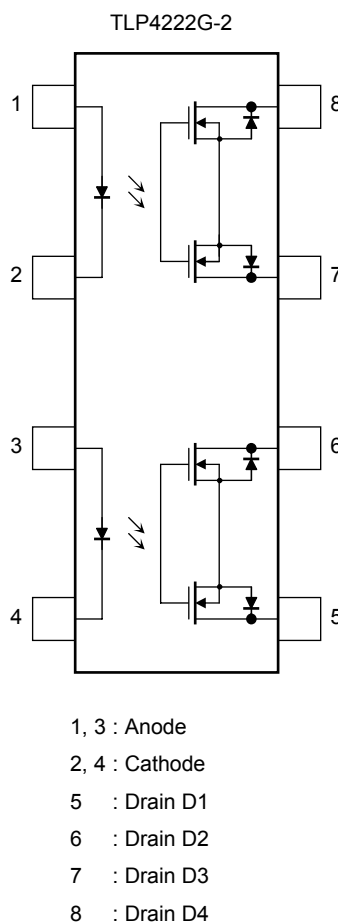 TLP4222G-2
1
8
2
7
3
6
4
5
1, 3 : Anode
2, 4 : Cathode
5 : Drain D1
6 : Drain D2
7 : Drain D3
8 : Drain D4